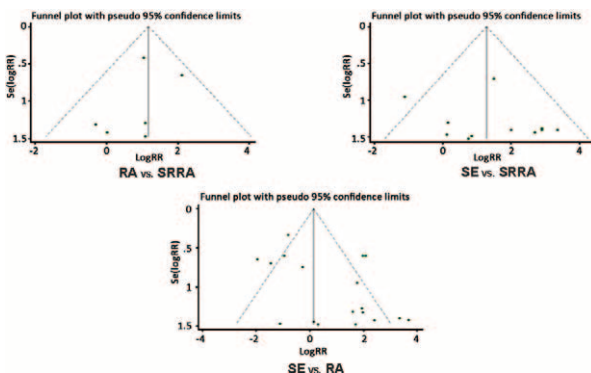 Funnel plot with pseudo 95% confidence limits
Se(logRR)
0
.5
1
1.5
-2
0
2
4
LogRR
RA vs. SRRA
Funnel plot with pseudo 95% confidence limits
Se(logRR)
0
.5
1
1.5
-2
0
2
4
LogRR
SE vs. SRRA
Funnel plot with pseudo 95% confidence limits
Se(logRR)
0
.5
1
1.5
-4
-2
0
2
4
LogRR
SE vs. RA